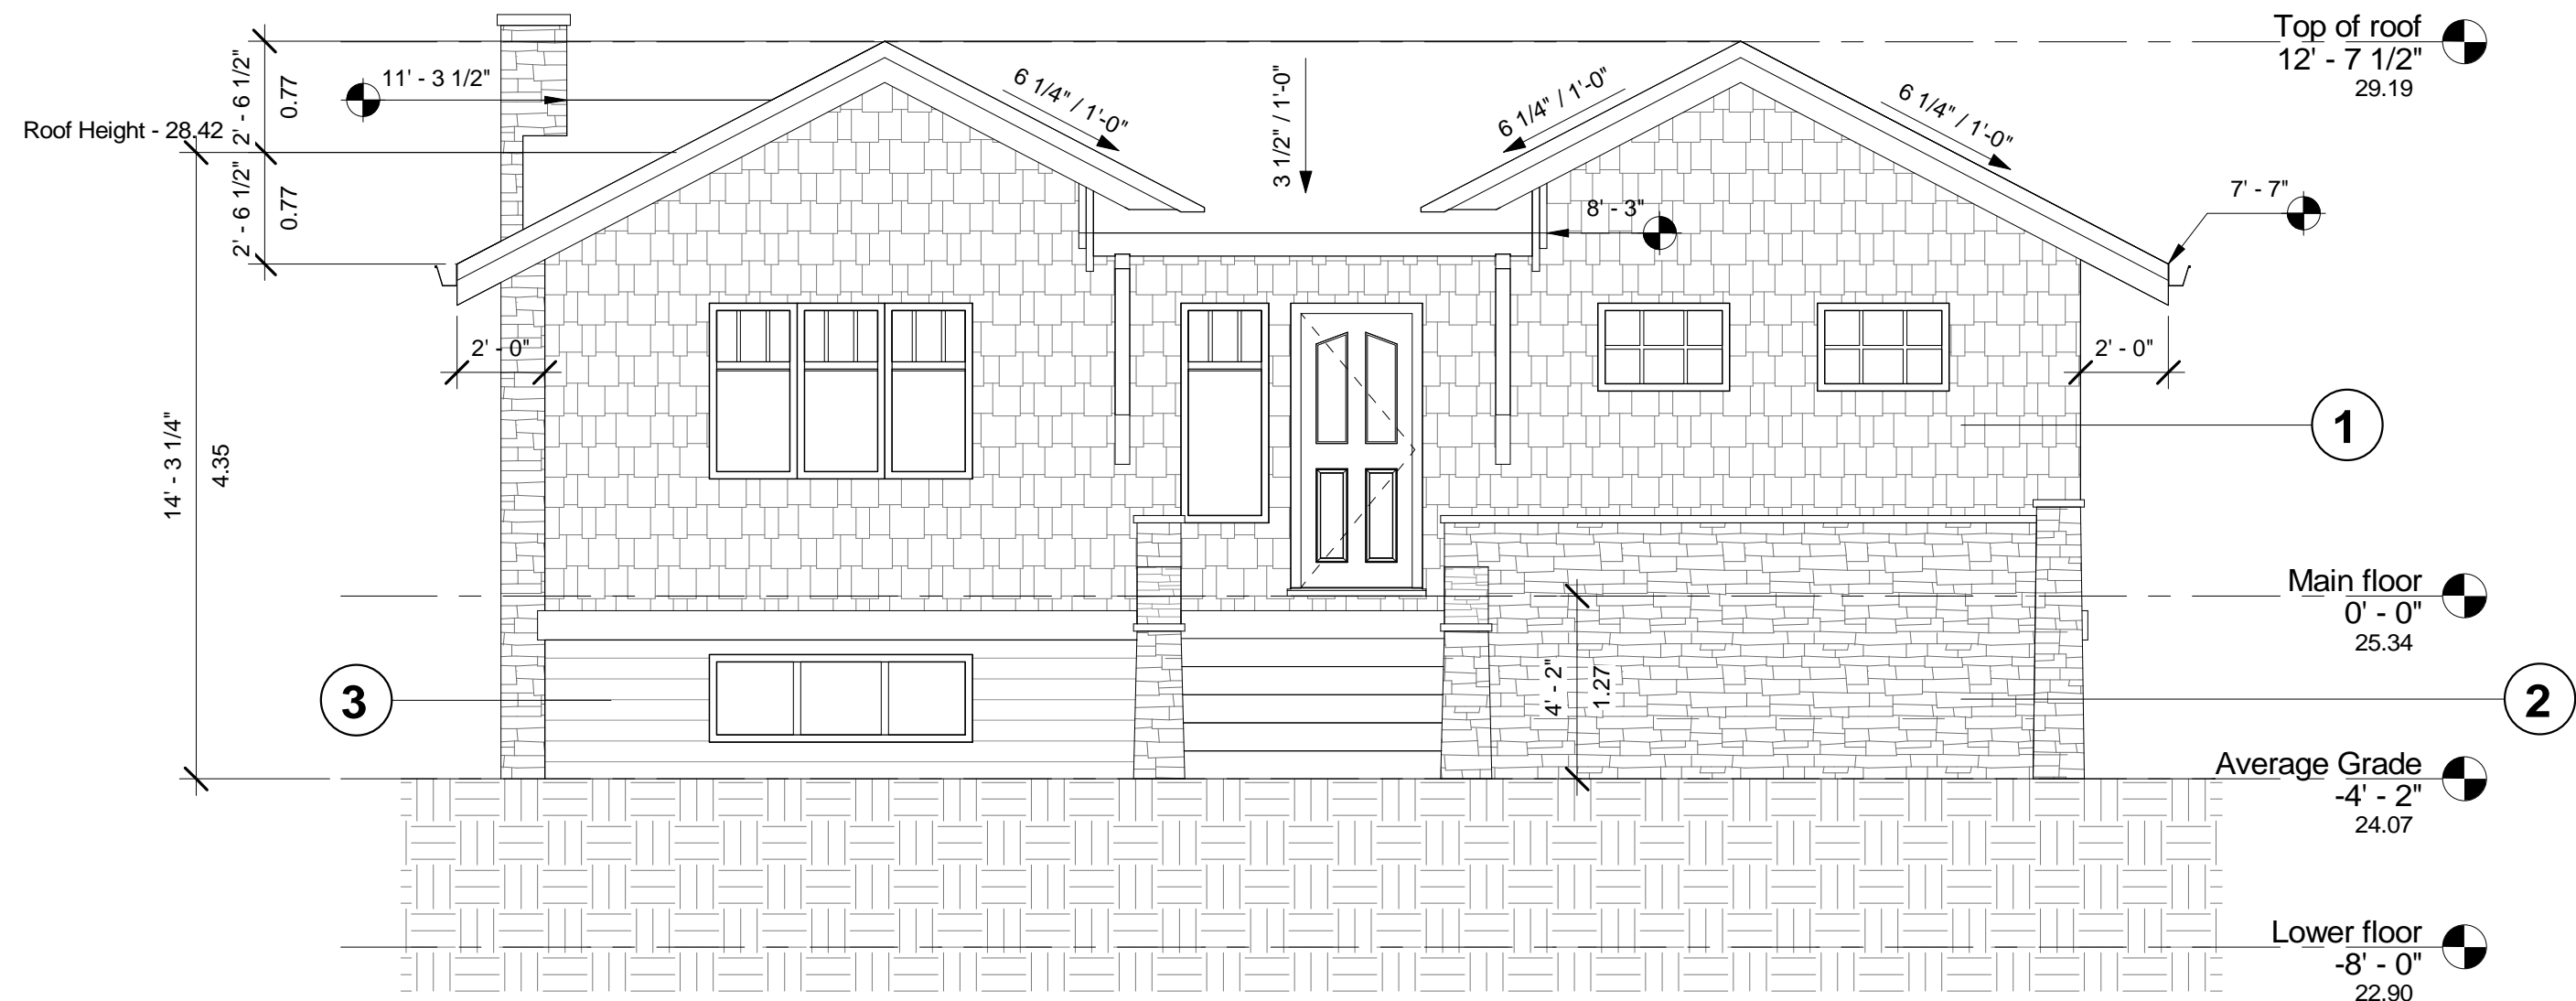 Top of roof
12' - 7 1/2"
29.19
2' - 6 1/2"
0.77
11' - 3 1/2"
6 1/4" / 1'-0"
3 1/2" / 1'-0"
6 1/4" / 1'-0"
6 1/4" / 1'-0"
Roof Height - 28.42
2' - 6 1/2"
0.77
8' - 3"
7' - 7"
2' - 0"
2' - 0"
1
14' - 3 1/4"
4.35
Main floor
0' - 0"
25.34
3
4' - 2"
1.27
2
Average Grade
-4' - 2"
24.07
Lower floor
-8' - 0"
22.90